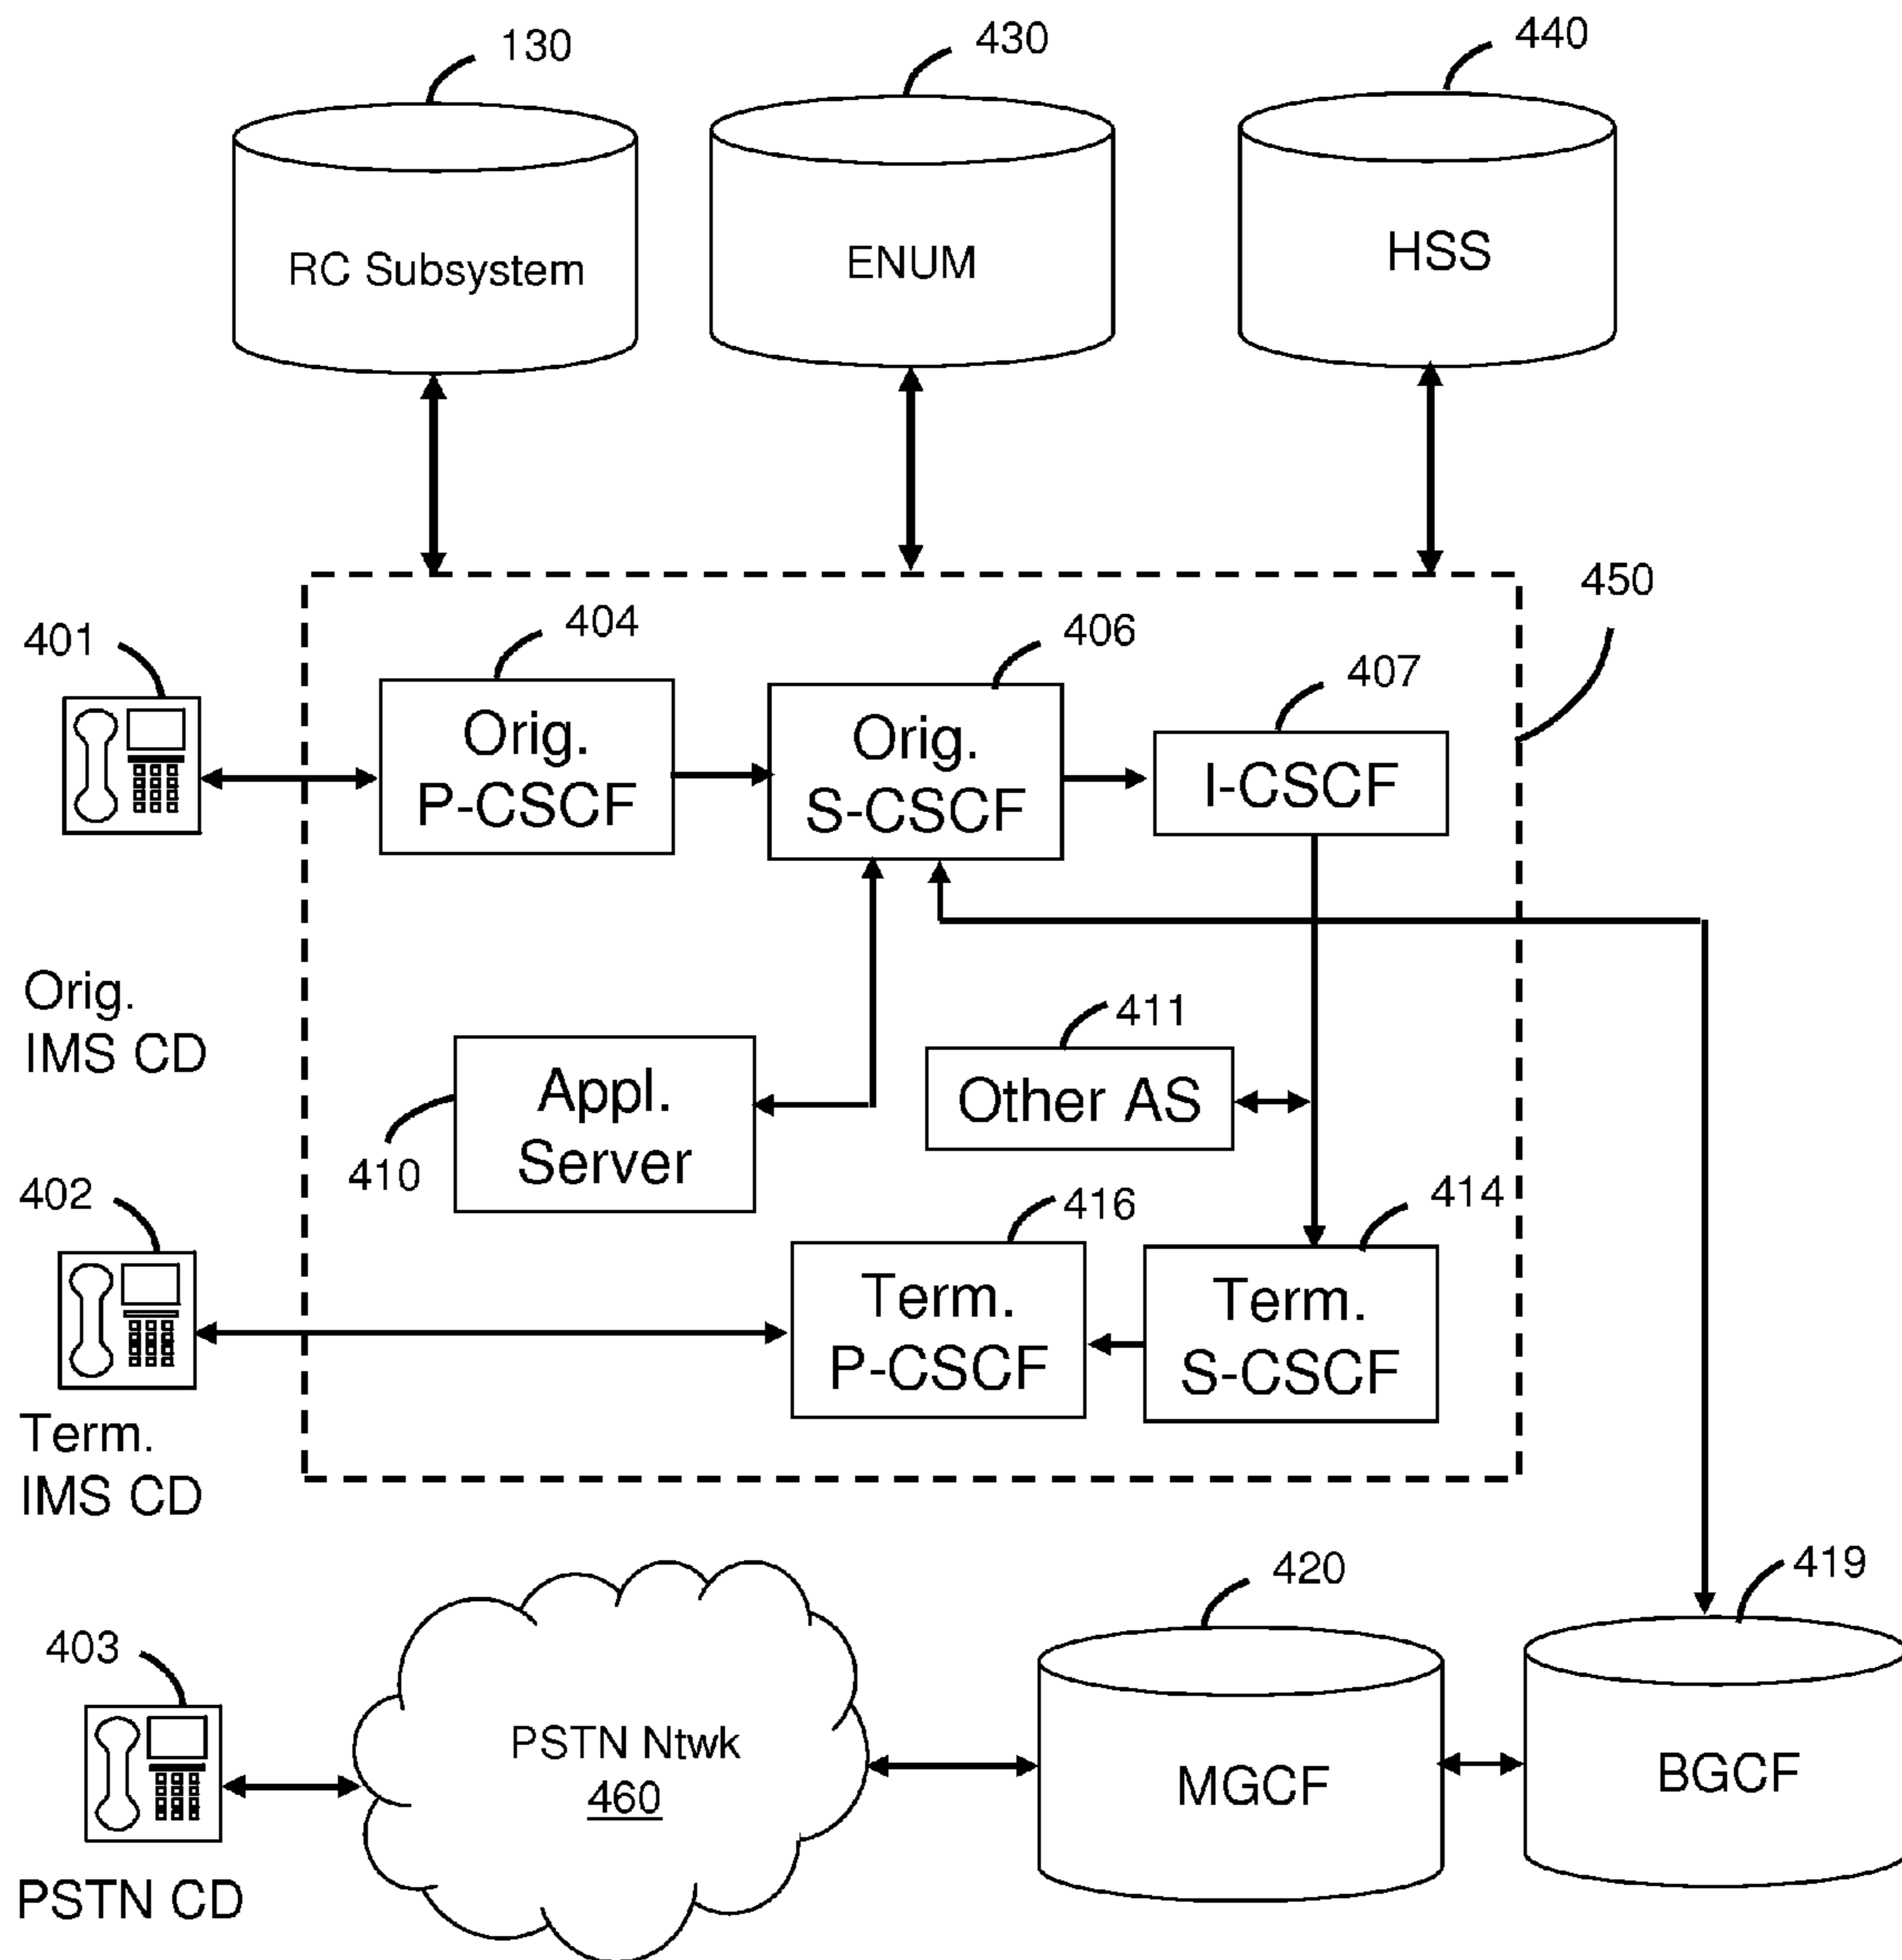 130
430
440
RC Subsystem
ENUM
HSS
450
401
404
406
407
Orig.
P-CSCF
Orig.
S-CSCF
I-CSCF
Orig.
IMS CD
411
Other AS
Appl.
Server
410
402
416
414
Term.
P-CSCF
Term.
S-CSCF
Term.
IMS CD
420
419
403
PSTN Ntwk
460
MGCF
BGCF
PSTN CD